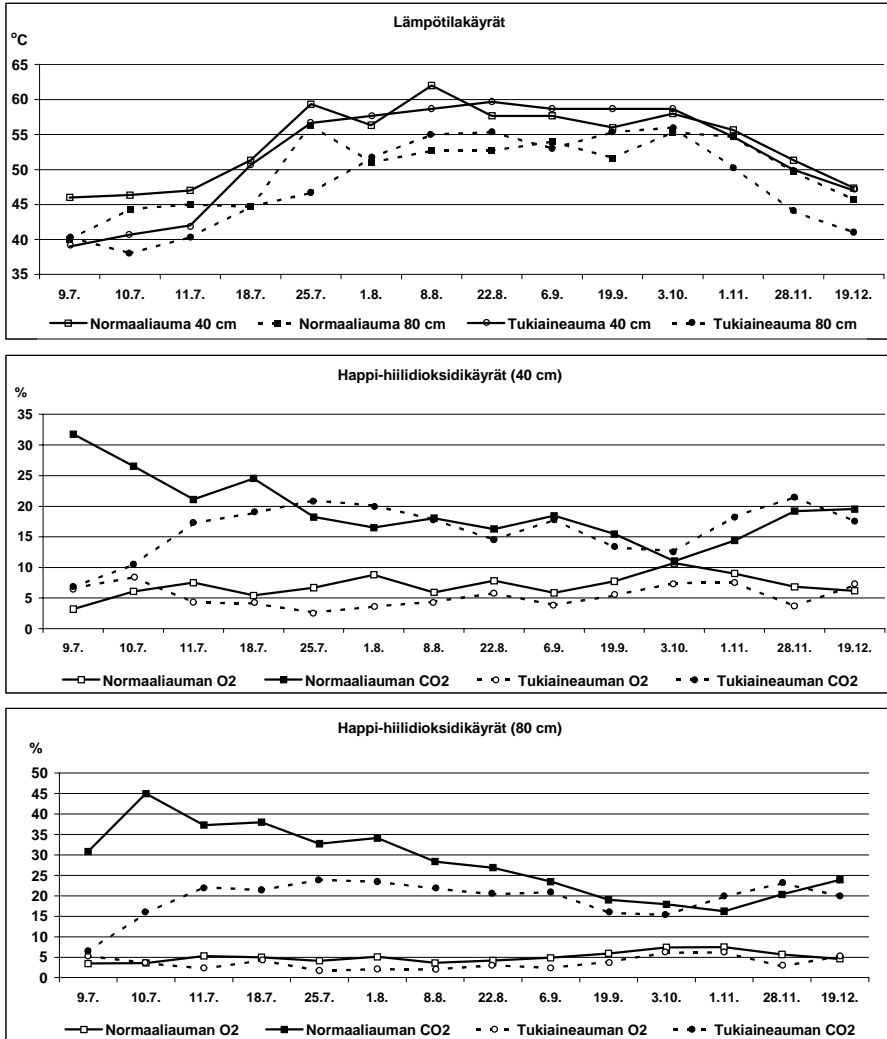 Lämpötilakäyrät
°C
65
60
55
50
45
40
35
9.7. 10.7. 11.7. 18.7. 25.7. 1.8. 8.8. 22.8. 6.9. 19.9. 3.10. 1.11. 28.11. 19.12.
Normaaliauma 40 cm Normaaliauma 80 cm Tukiaineauma 40 cm Tukiaineauma 80 cm
Happi-hiilidioksidikäyrät (40 cm)
%
35
30
25
20
15
10
5
0
9.7. 10.7. 11.7. 18.7. 25.7. 1.8. 8.8. 22.8. 6.9. 19.9. 3.10. 1.11. 28.11. 19.12.
Normaaliauman O2 Normaaliauman CO2 Tukiaineauman O2 Tukiaineauman CO2
Happi-hiilidioksidikäyrät (80 cm)
%
50
45
40
35
30
25
20
15
10
5
0
9.7. 10.7. 11.7. 18.7. 25.7. 1.8. 8.8. 22.8. 6.9. 19.9. 3.10. 1.11. 28.11. 19.12.
Normaaliauman O2 Normaaliauman CO2 Tukiaineauman O2 Tukiaineauman CO2